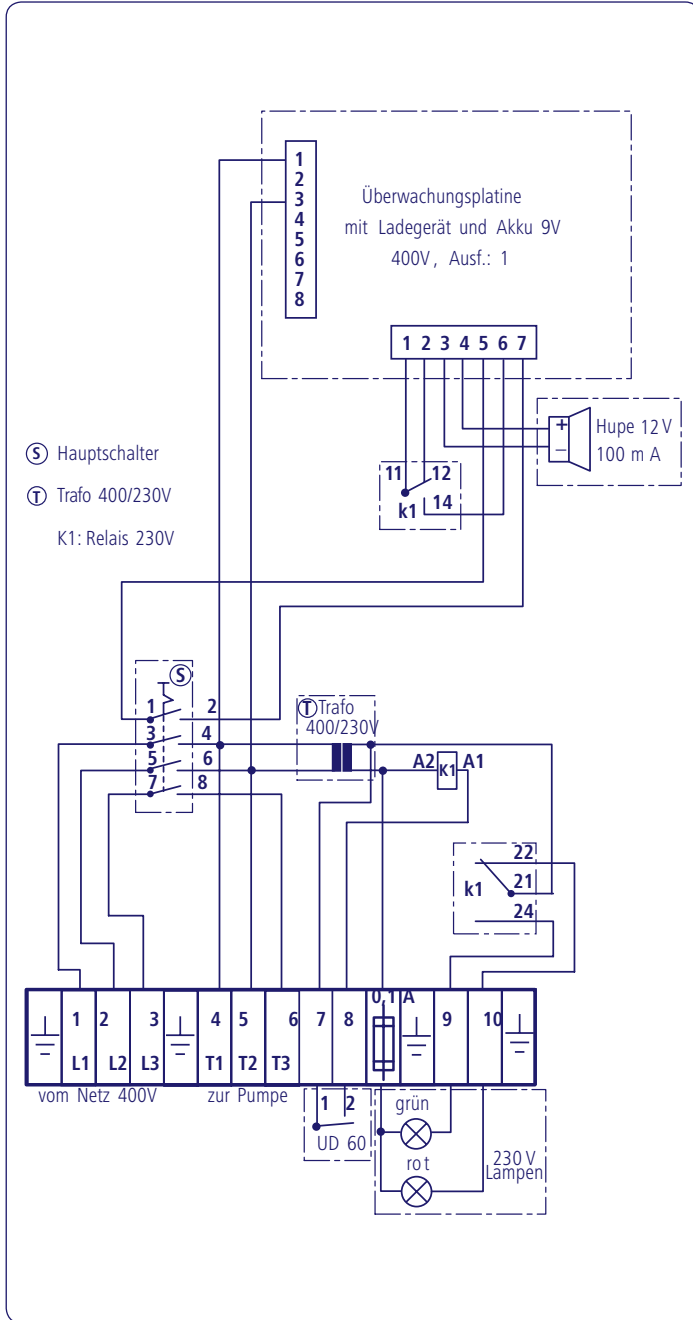 1
2
3
4
5
6
7
8
Überwachungsplatine
mit Ladegerät und Akku 9V
400V, Ausf.: 1
1 2 3 4 5 6 7
+
−
Hupe 12 V
100 m A
S Hauptschalter
T Trafo 400/230V
K1: Relais 230V
11 12
k1 14
S
1 2
3 4
5 6
7 8
T Trafo
400/230V
A2 K1 A1
22
k1 21
24
1 2 3 4 5 6 7 8 0,1 A 9 10
L1 L2 L3 T1 T2 T3
vom Netz 400V zur Pumpe
1 2
UD 60
grün
rot
230 V
Lampen